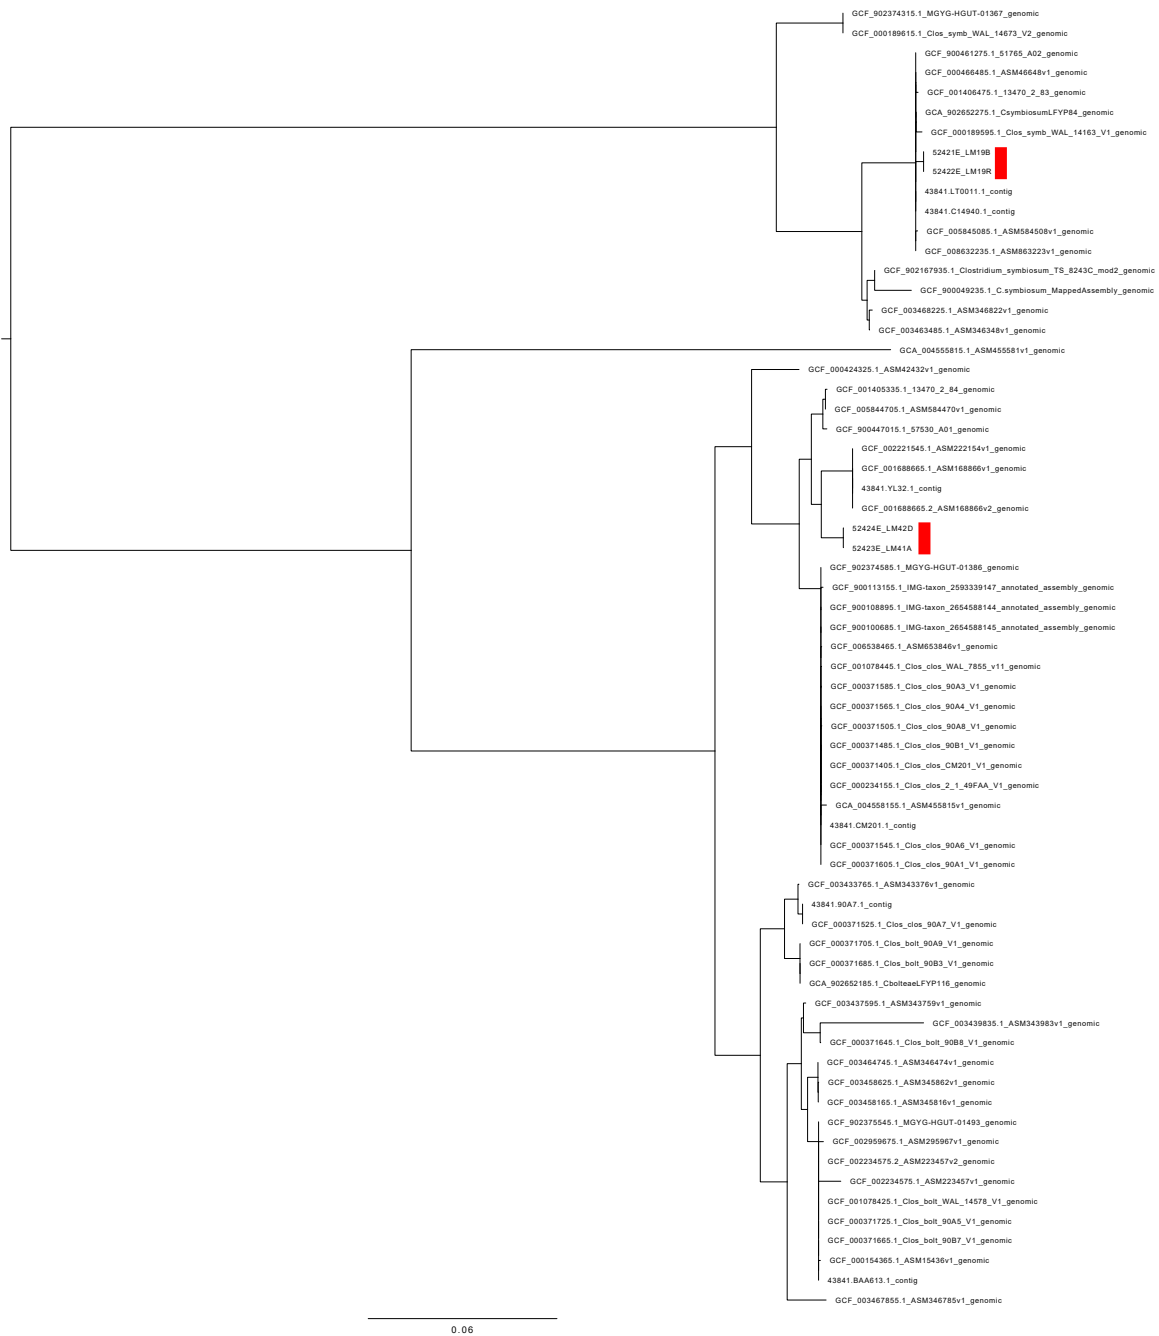 GCF_902374315.1_MGYG-HGUT-01367_genomic
GCF_000189615.1_Clos_symb_WAL_14673_V2_genomic
GCF_900461275.1_51765_A02_genomic
GCF_000466485.1_ASM46648v1_genomic
GCF_001406475.1_13470_2_83_genomic
GCA_902652275.1_CsymbiosumLFYP84_genomic
GCF_000189595.1_Clos_symb_WAL_14163_V1_genomic
52421E_LM19B
52422E_LM19R
43841.LT0011.1_contig
43841.C14940.1_contig
GCF_005845085.1_ASM584508v1_genomic
GCF_008632235.1_ASM863223v1_genomic
GCF_902167935.1_Clostridium_symbiosum_TS_8243C_mod2_genomic
GCF_900049235.1_C.symbiosum_MappedAssembly_genomic
GCF_003468225.1_ASM346822v1_genomic
GCF_003463485.1_ASM346348v1_genomic
GCA_004555815.1_ASM455581v1_genomic
GCF_000424325.1_ASM42432v1_genomic
GCF_001405335.1_13470_2_84_genomic
GCF_005844705.1_ASM584470v1_genomic
GCF_900447015.1_57530_A01_genomic
GCF_002221545.1_ASM222154v1_genomic
GCF_001688665.1_ASM168866v1_genomic
43841.YL32.1_contig
GCF_001688665.2_ASM168866v2_genomic
52424E_LM42D
52423E_LM41A
GCF_902374585.1_MGYG-HGUT-01386_genomic
GCF_900113155.1_IMG-taxon_2593339147_annotated_assembly_genomic
GCF_900108895.1_IMG-taxon_2654588144_annotated_assembly_genomic
GCF_900100685.1_IMG-taxon_2654588145_annotated_assembly_genomic
GCF_006538465.1_ASM653846v1_genomic
GCF_001078445.1_Clos_clos_WAL_7855_v11_genomic
GCF_000371585.1_Clos_clos_90A3_V1_genomic
GCF_000371565.1_Clos_clos_90A4_V1_genomic
GCF_000371505.1_Clos_clos_90A8_V1_genomic
GCF_000371485.1_Clos_clos_90B1_V1_genomic
GCF_000371405.1_Clos_clos_CM201_V1_genomic
GCF_000234155.1_Clos_clos_2_1_49FAA_V1_genomic
GCA_004558155.1_ASM455815v1_genomic
43841.CM201.1_contig
GCF_000371545.1_Clos_clos_90A6_V1_genomic
GCF_000371605.1_Clos_clos_90A1_V1_genomic
GCF_003433765.1_ASM343376v1_genomic
43841.90A7.1_contig
GCF_000371525.1_Clos_clos_90A7_V1_genomic
GCF_000371705.1_Clos_bolt_90A9_V1_genomic
GCF_000371685.1_Clos_bolt_90B3_V1_genomic
GCA_902652185.1_CbolteaeLFYP116_genomic
GCF_003437595.1_ASM343759v1_genomic
GCF_003439835.1_ASM343983v1_genomic
GCF_000371645.1_Clos_bolt_90B8_V1_genomic
GCF_003464745.1_ASM346474v1_genomic
GCF_003458625.1_ASM345862v1_genomic
GCF_003458165.1_ASM345816v1_genomic
GCF_902375545.1_MGYG-HGUT-01493_genomic
GCF_002959675.1_ASM295967v1_genomic
GCF_002234575.2_ASM223457v2_genomic
GCF_002234575.1_ASM223457v1_genomic
GCF_001078425.1_Clos_bolt_WAL_14578_V1_genomic
GCF_000371725.1_Clos_bolt_90A5_V1_genomic
GCF_000371665.1_Clos_bolt_90B7_V1_genomic
GCF_000154365.1_ASM15436v1_genomic
43841.BAA613.1_contig
GCF_003467855.1_ASM346785v1_genomic
0.06